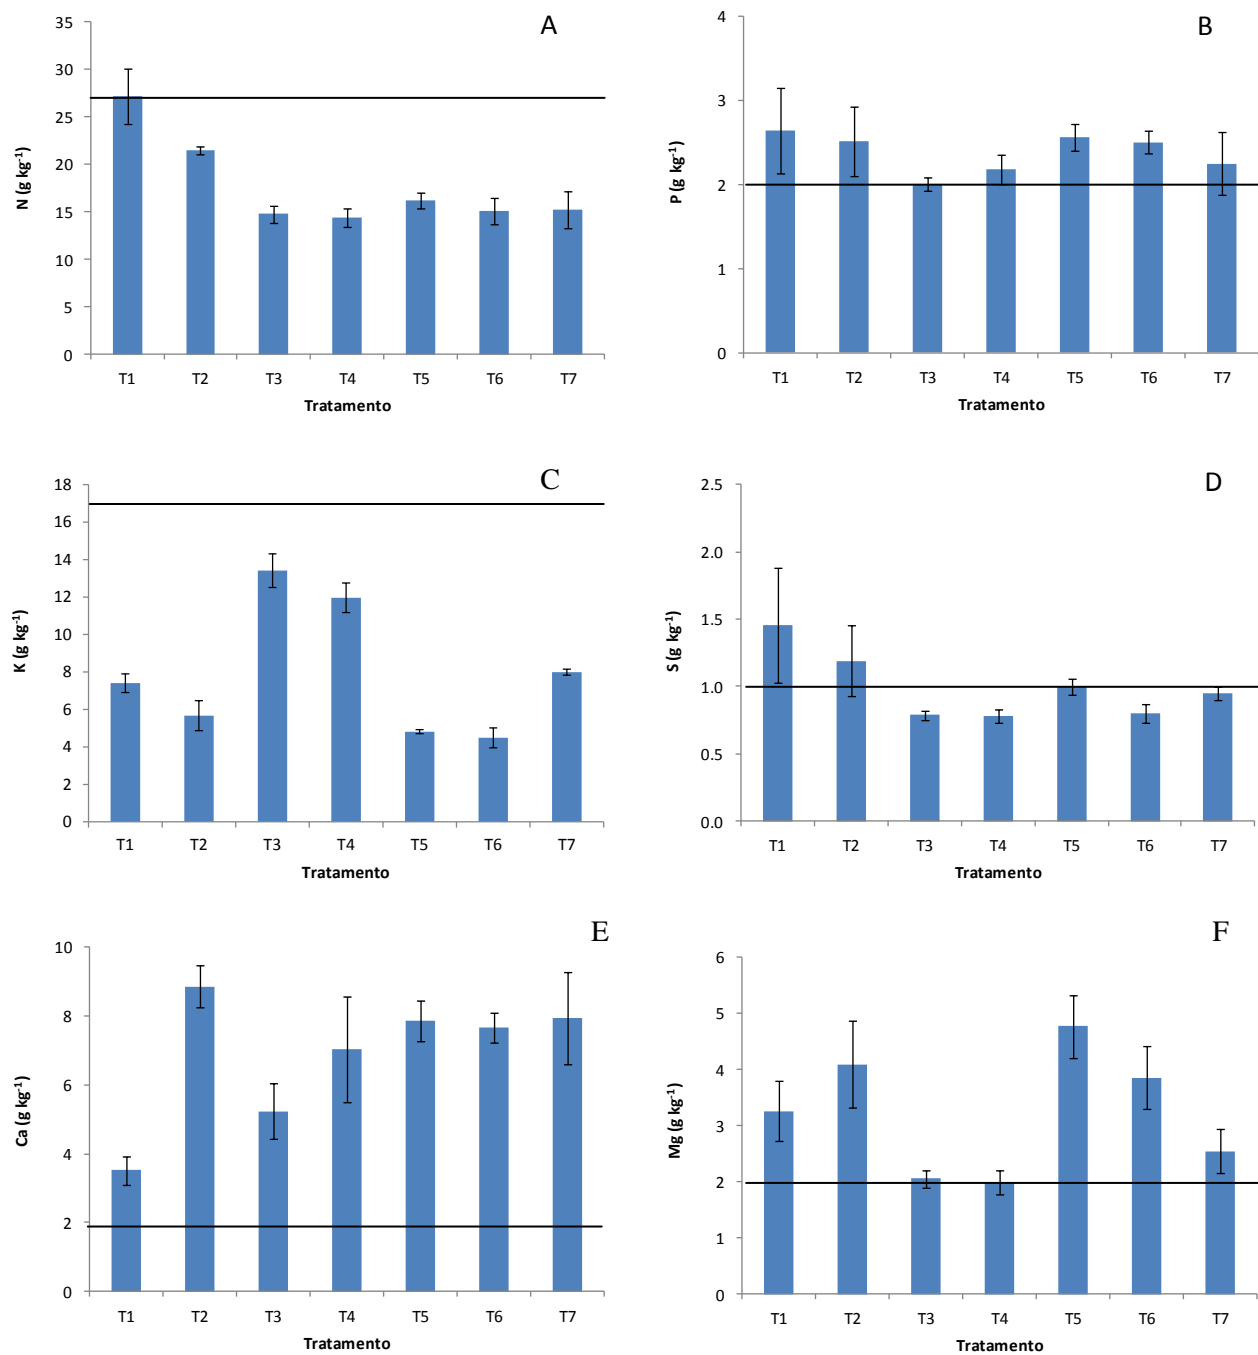 A
N (g kg-1)
35
30
25
20
15
10
5
0
T1 T2 T3 T4 T5 T6 T7
Tratamento
B
P (g kg-1)
4
3
2
1
0
T1 T2 T3 T4 T5 T6 T7
Tratamento
C
K (g kg-1)
18
16
14
12
10
8
6
4
2
0
T1 T2 T3 T4 T5 T6 T7
Tratamento
D
S (g kg-1)
2.5
2.0
1.5
1.0
0.5
0.0
T1 T2 T3 T4 T5 T6 T7
Tratamento
E
Ca (g kg-1)
10
8
6
4
2
0
T1 T2 T3 T4 T5 T6 T7
Tratamento
F
Mg (g kg-1)
6
5
4
3
2
1
0
T1 T2 T3 T4 T5 T6 T7
Tratamento